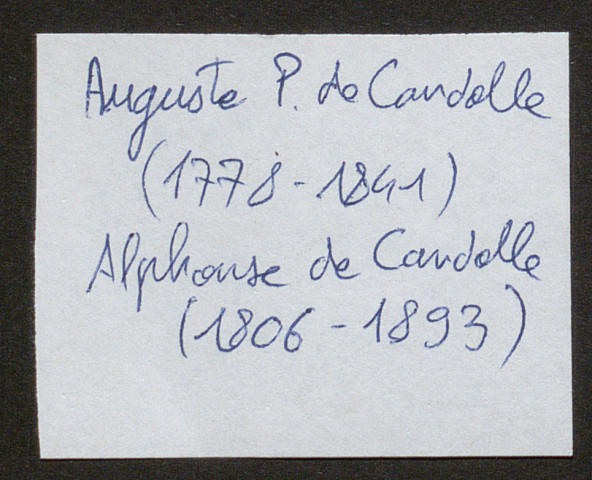 Auguste P. de Candolle
(1778-1841)
Alphonse de Candolle
(1806-1893)